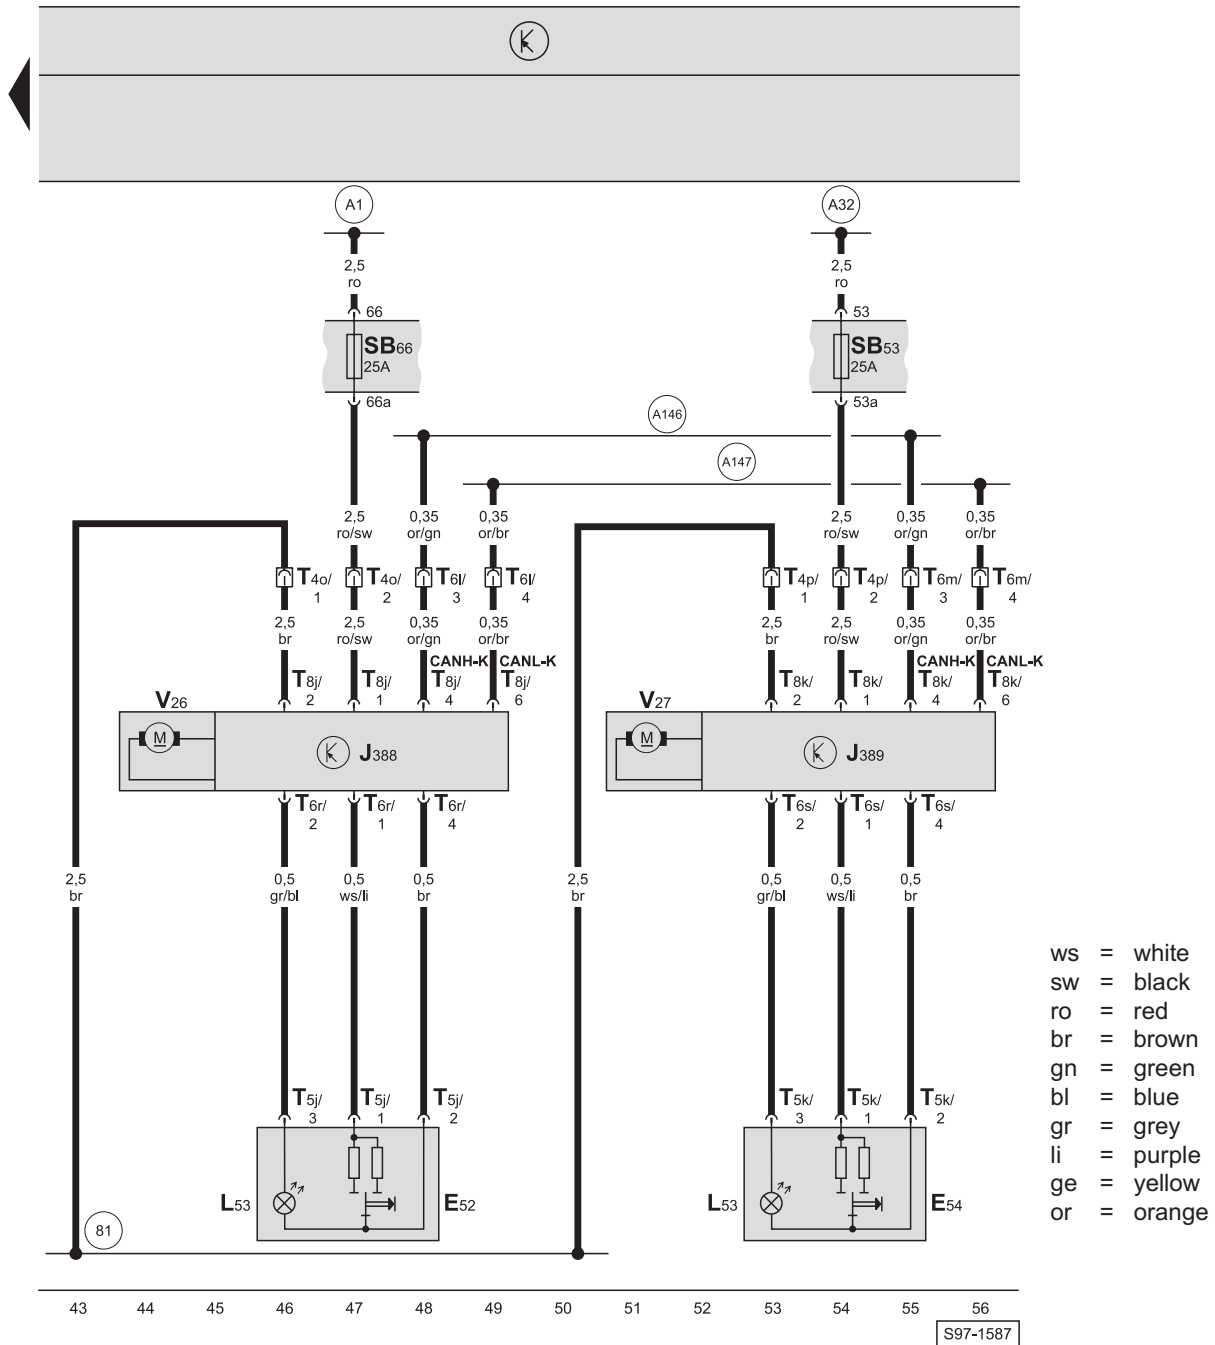 A1 A32
2,5 2,5
ro ro
66 53
SB66 SB53
25A 25A
66a 53a
A146
A147
2,5 0,35 0,35 2,5 0,35 0,35
ro/sw or/gn or/br ro/sw or/gn or/br
T4o/ T4o/ T6l/ T6l/ T4p/ T4p/ T6m/ T6m/
1 2 3 4 1 2 3 4
2,5 2,5 0,35 0,35 2,5 2,5 0,35 0,35
br ro/sw or/gn or/br br ro/sw or/gn or/br
CANH-K CANL-K CANH-K CANL-K
T8j/ T8j/ T8j/ T8j/ T8k/ T8k/ T8k/ T8k/
2 1 4 6 2 1 4 6
V26 V27
M J388 M J389
T6r/ T6r/ T6r/ T6s/ T6s/ T6s/
2 1 4 2 1 4
2,5 0,5 0,5 0,5 2,5 0,5 0,5 0,5
br gr/bl ws/li br br gr/bl ws/li br
T5j/ T5j/ T5j/ T5k/ T5k/ T5k/
3 1 2 3 1 2
L53 E52 L53 E54
81
43 44 45 46 47 48 49 50 51 52 53 54 55 56
S97-1587
ws = white
sw = black
ro = red
br = brown
gn = green
bl = blue
gr = grey
li = purple
ge = yellow
or = orange